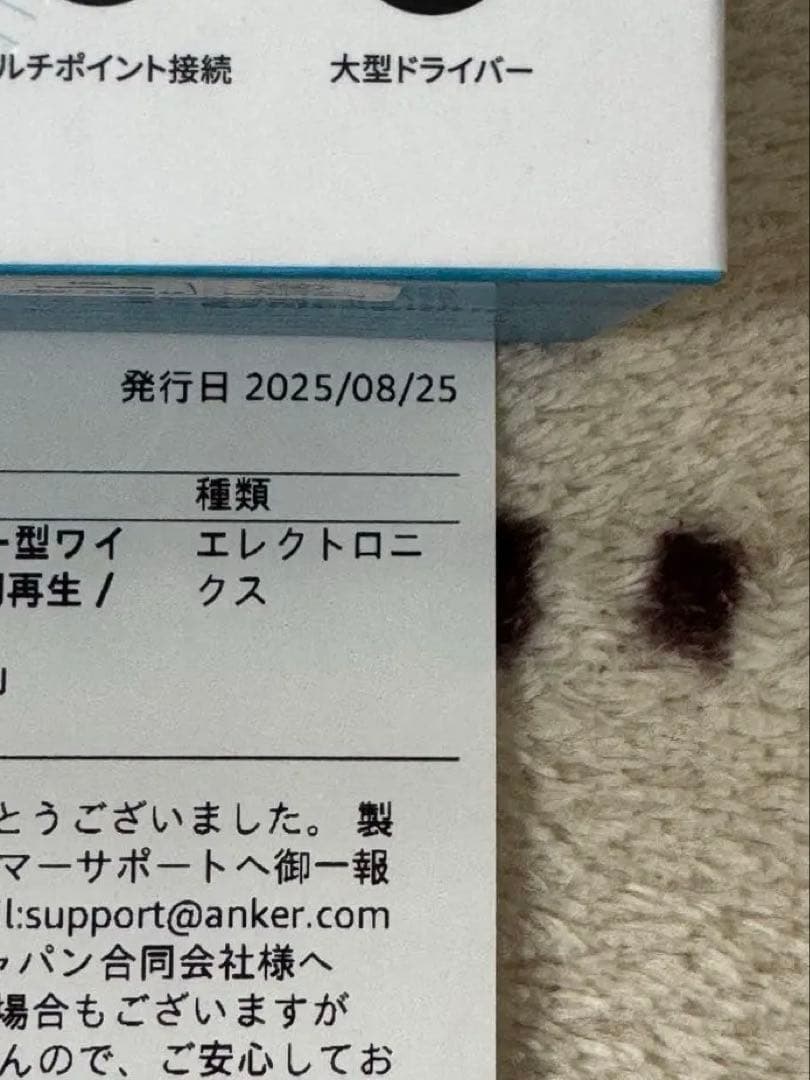 ルチポイント接続 大型ドライバー
発行日 2025/08/25
種類
ー型ワイ エレクトロニ
再生 / クス
とうございました。 製
マーサポートへ御一報
l:support@anker.com
ャパン合同会社様へ
場合もございますが
んので、ご安心してお